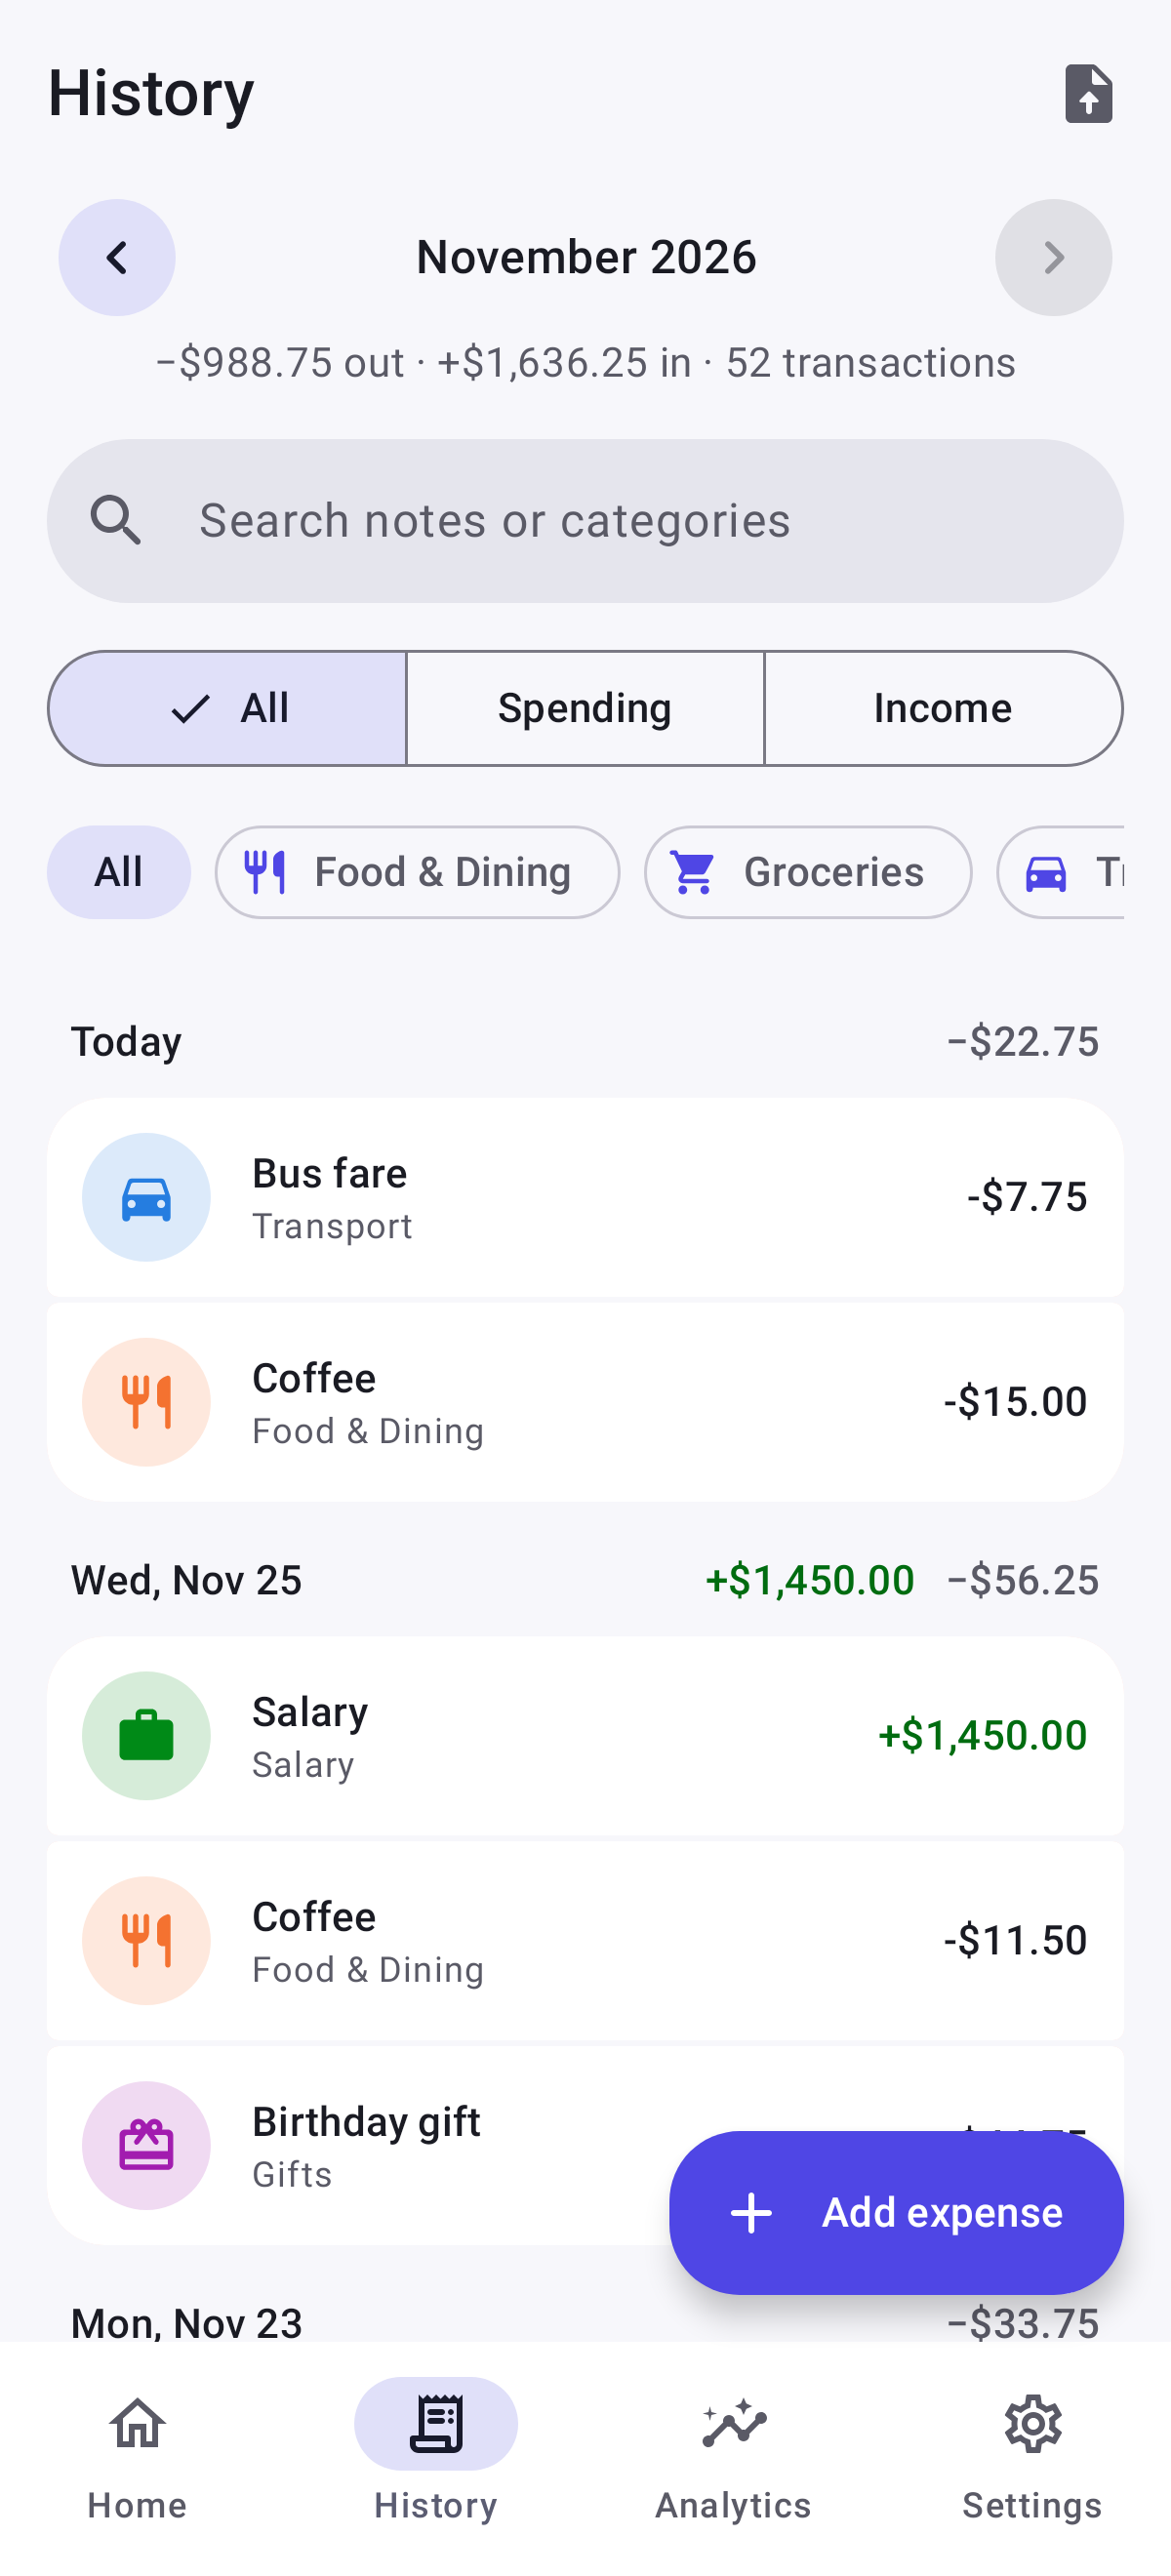 History
November 2026
−$988.75 out · +$1,636.25 in · 52 transactions
Search notes or categories
All Spending Income
All Food & Dining Groceries
Today −$22.75
Bus fare
Transport
-$7.75
Coffee
Food & Dining
-$15.00
Wed, Nov 25 +$1,450.00 −$56.25
Salary
Salary
+$1,450.00
Coffee
Food & Dining
-$11.50
Birthday gift
Gifts
Add expense
Mon, Nov 23 −$33.75
Home History Analytics Settings